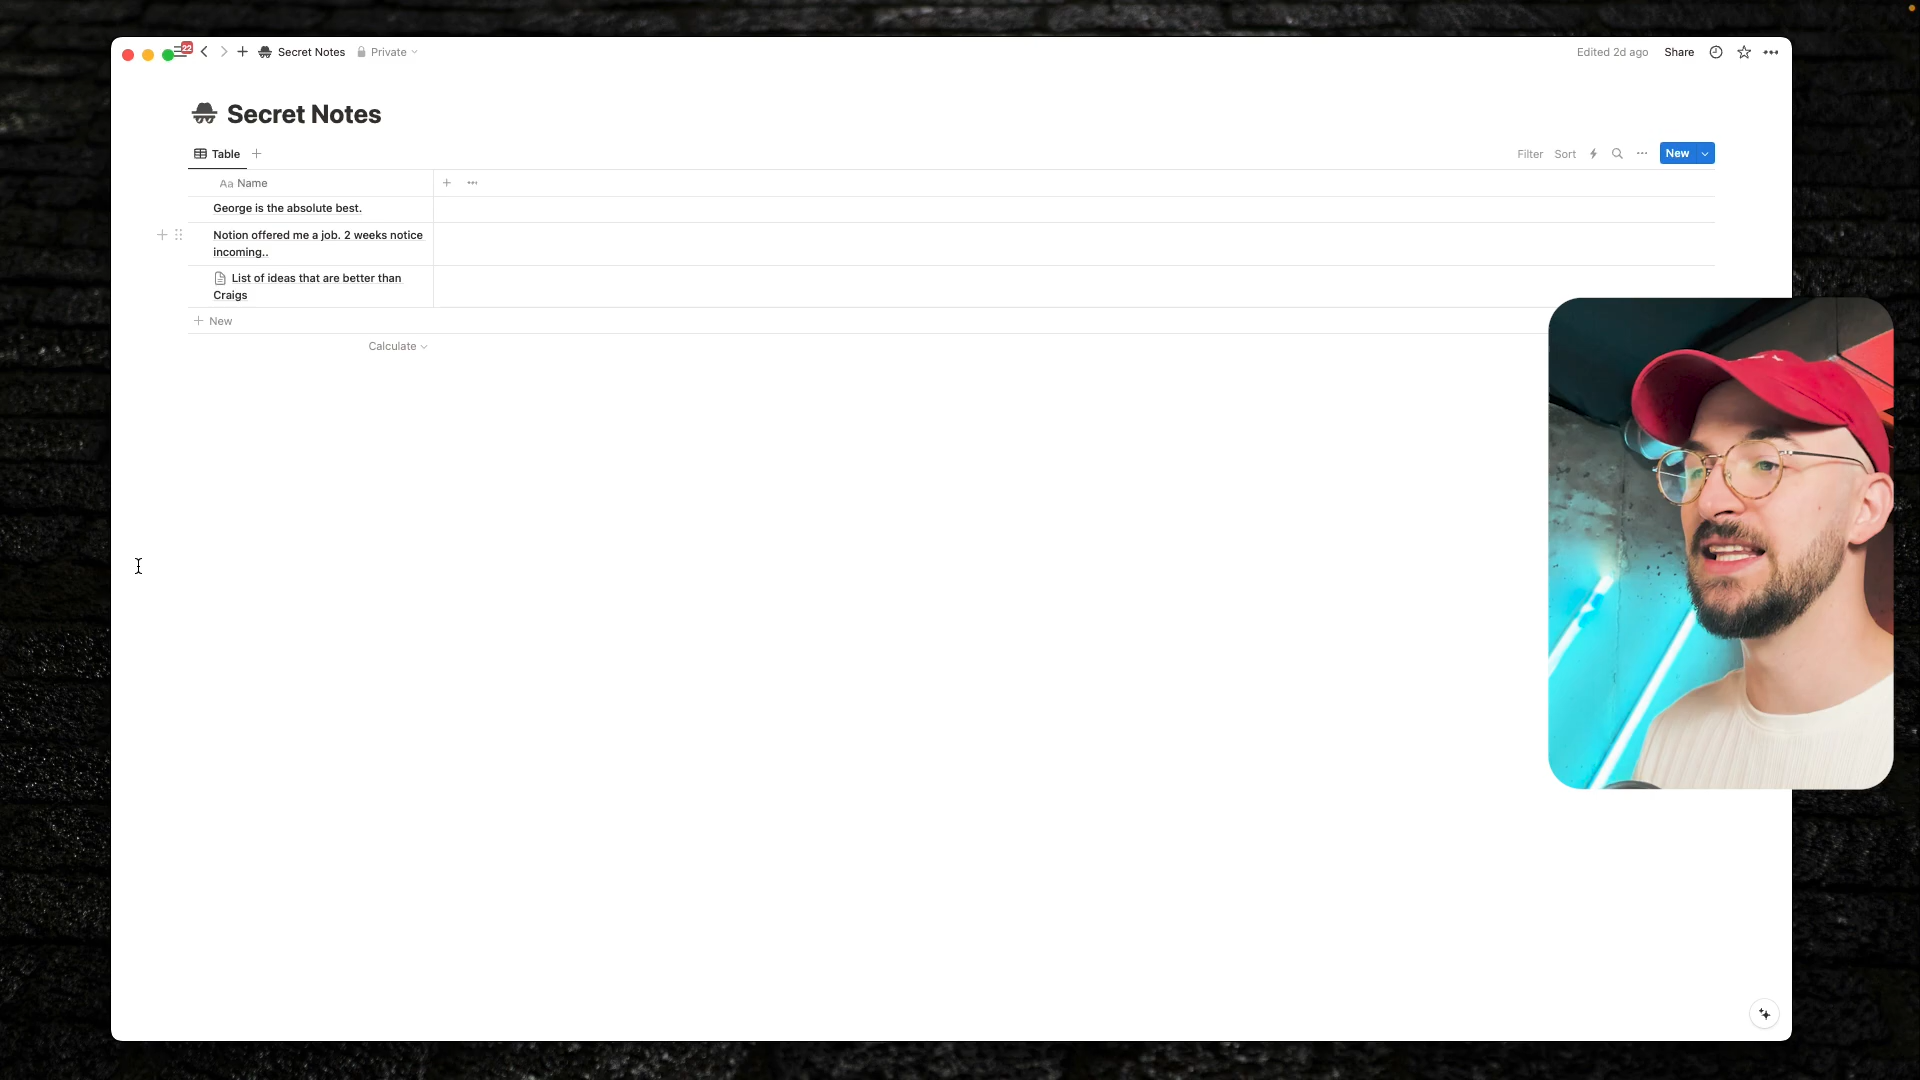 22
Secret Notes
Private
Edited 2d ago
Share
Secret Notes
Table
Filter
Sort
New
Aa Name
George is the absolute best.
Notion offered me a job. 2 weeks notice
incoming..
List of ideas that are better than
Craigs
New
Calculate